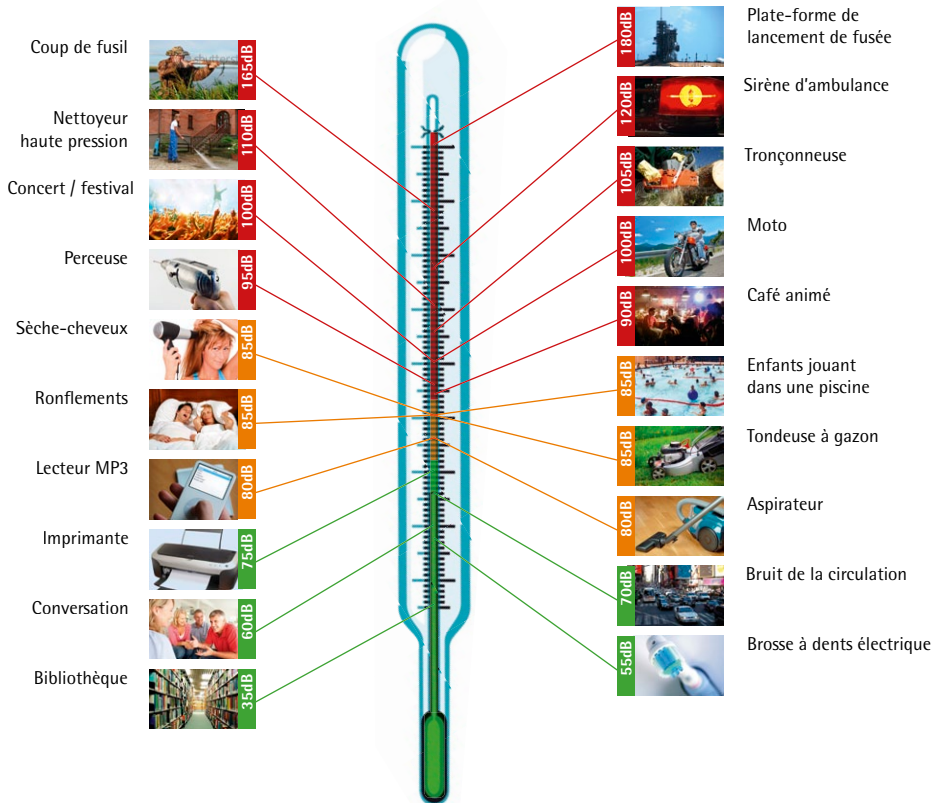 Coup de fusil
165dB
Nettoyeur
haute pression
110dB
Concert / festival
100dB
Perceuse
95dB
Sèche-cheveux
85dB
Ronflements
85dB
Lecteur MP3
80dB
Imprimante
75dB
Conversation
60dB
Bibliothèque
35dB
180dB
Plate-forme de
lancement de fusée
120dB
Sirène d'ambulance
105dB
Tronçonneuse
100dB
Moto
90dB
Café animé
85dB
Enfants jouant
dans une piscine
85dB
Tondeuse à gazon
80dB
Aspirateur
70dB
Bruit de la circulation
55dB
Brosse à dents électrique